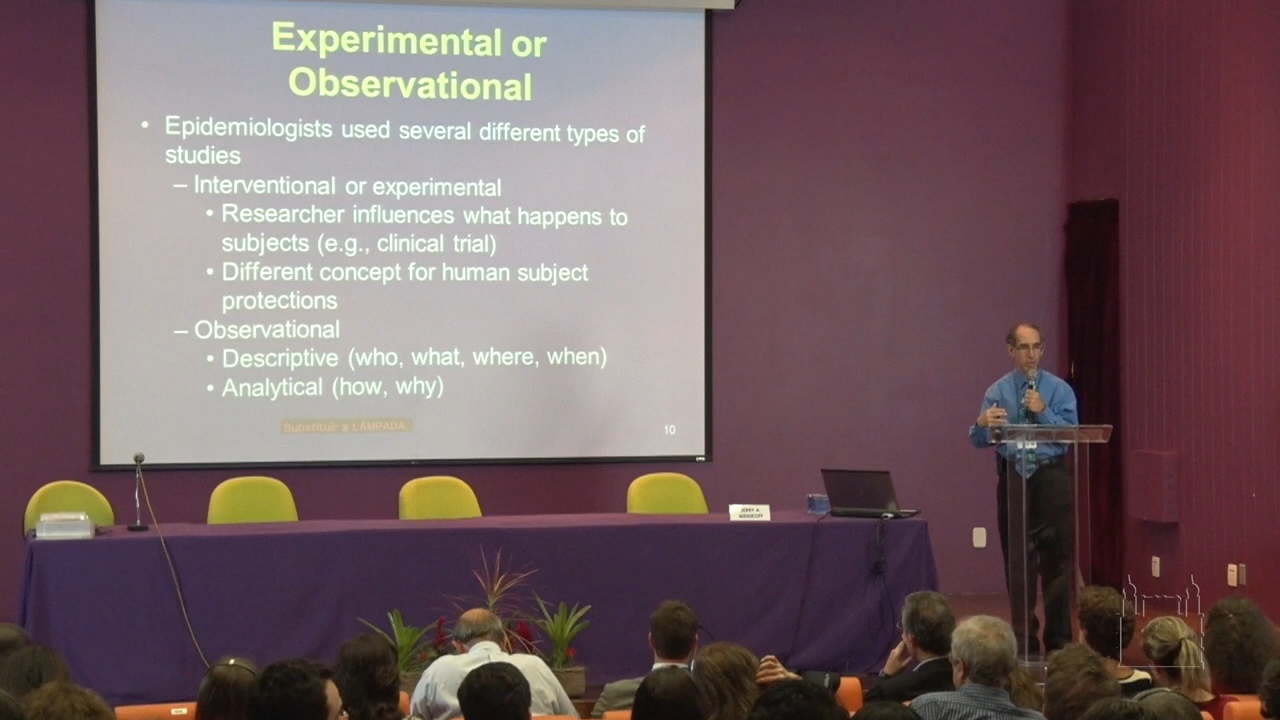 Experimental or
Observational
• Epidemiologists used several different types of
studies
– Interventional or experimental
• Researcher influences what happens to
subjects (e.g., clinical trial)
• Different concept for human subject
protections
– Observational
• Descriptive (who, what, where, when)
• Analytical (how, why)
Substituir a LÂMPADA.
10
JERRY A.
MENIKOFF